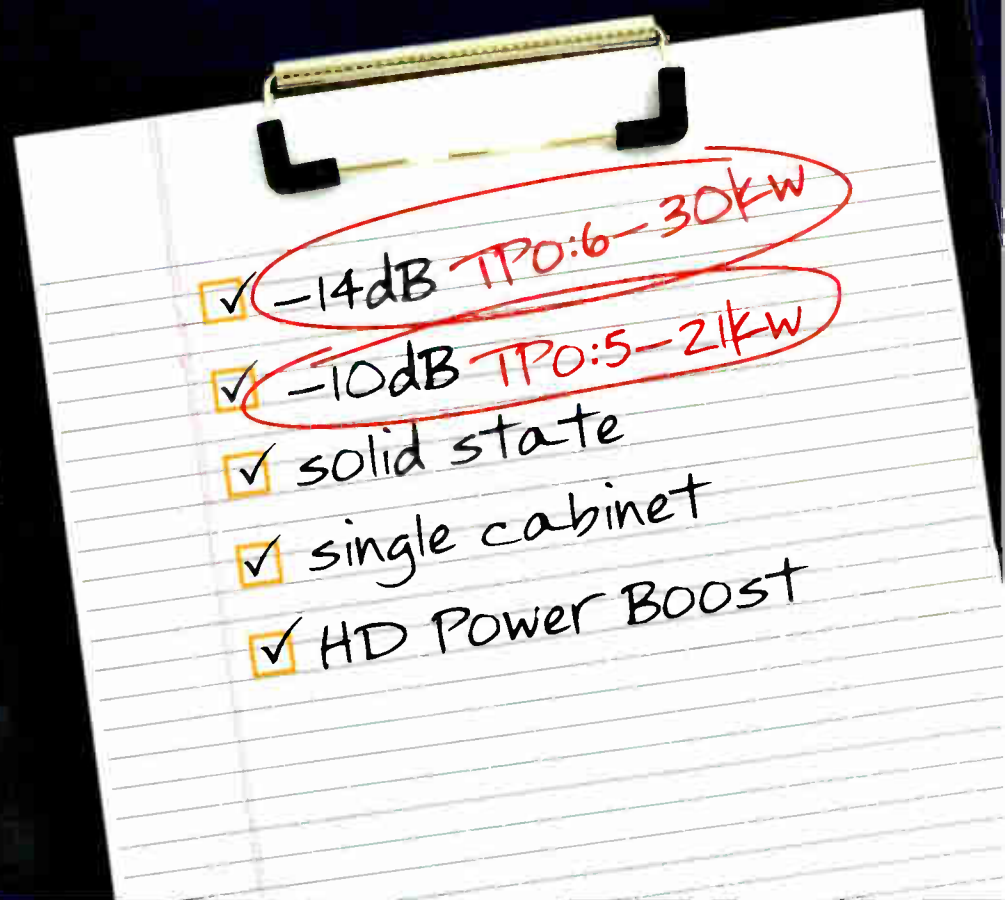 -14dB TPO:6-30kW
-10dB TPO:5-21kW
solid state
single cabinet
HD Power Boost